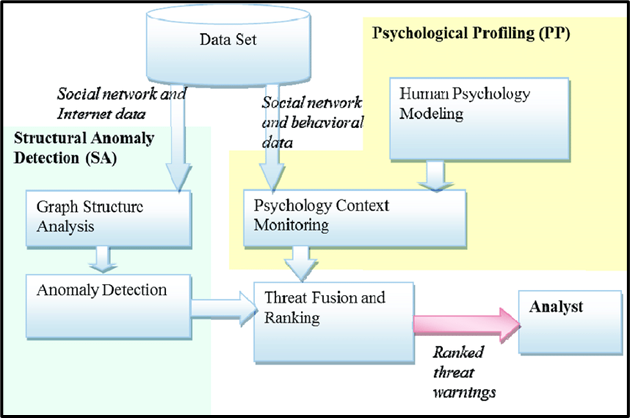 Data Set
Psychological Profiling (PP)
Social network and
Internet data
Social network
and behavioral
data
Human Psychology
Modeling
Structural Anomaly
Detection (SA)
Graph Structure
Analysis
Psychology Context
Monitoring
Anomaly Detection
Threat Fusion and
Ranking
Analyst
Ranked
threat
warnings